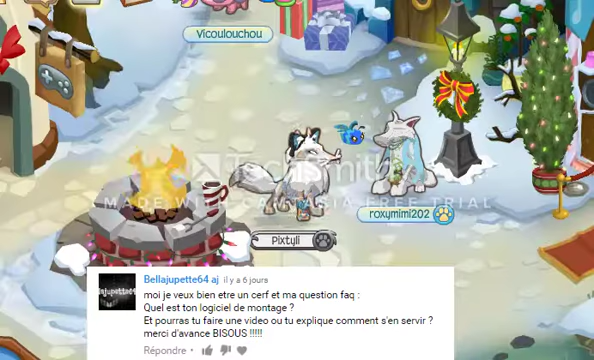 Vicoulouchou
TechSmith
MADE WITH CAMTASIA FREE TRIAL
roxymimi202
Pixtyli
Bellajupette64 aj il y a 6 jours
moi je veux bien etre un cerf et ma question faq :
Quel est ton logiciel de montage ?
Et pourras tu faire une video ou tu explique comment s'en servir ?
merci d'avance BISOUS !!!!!
Répondre •